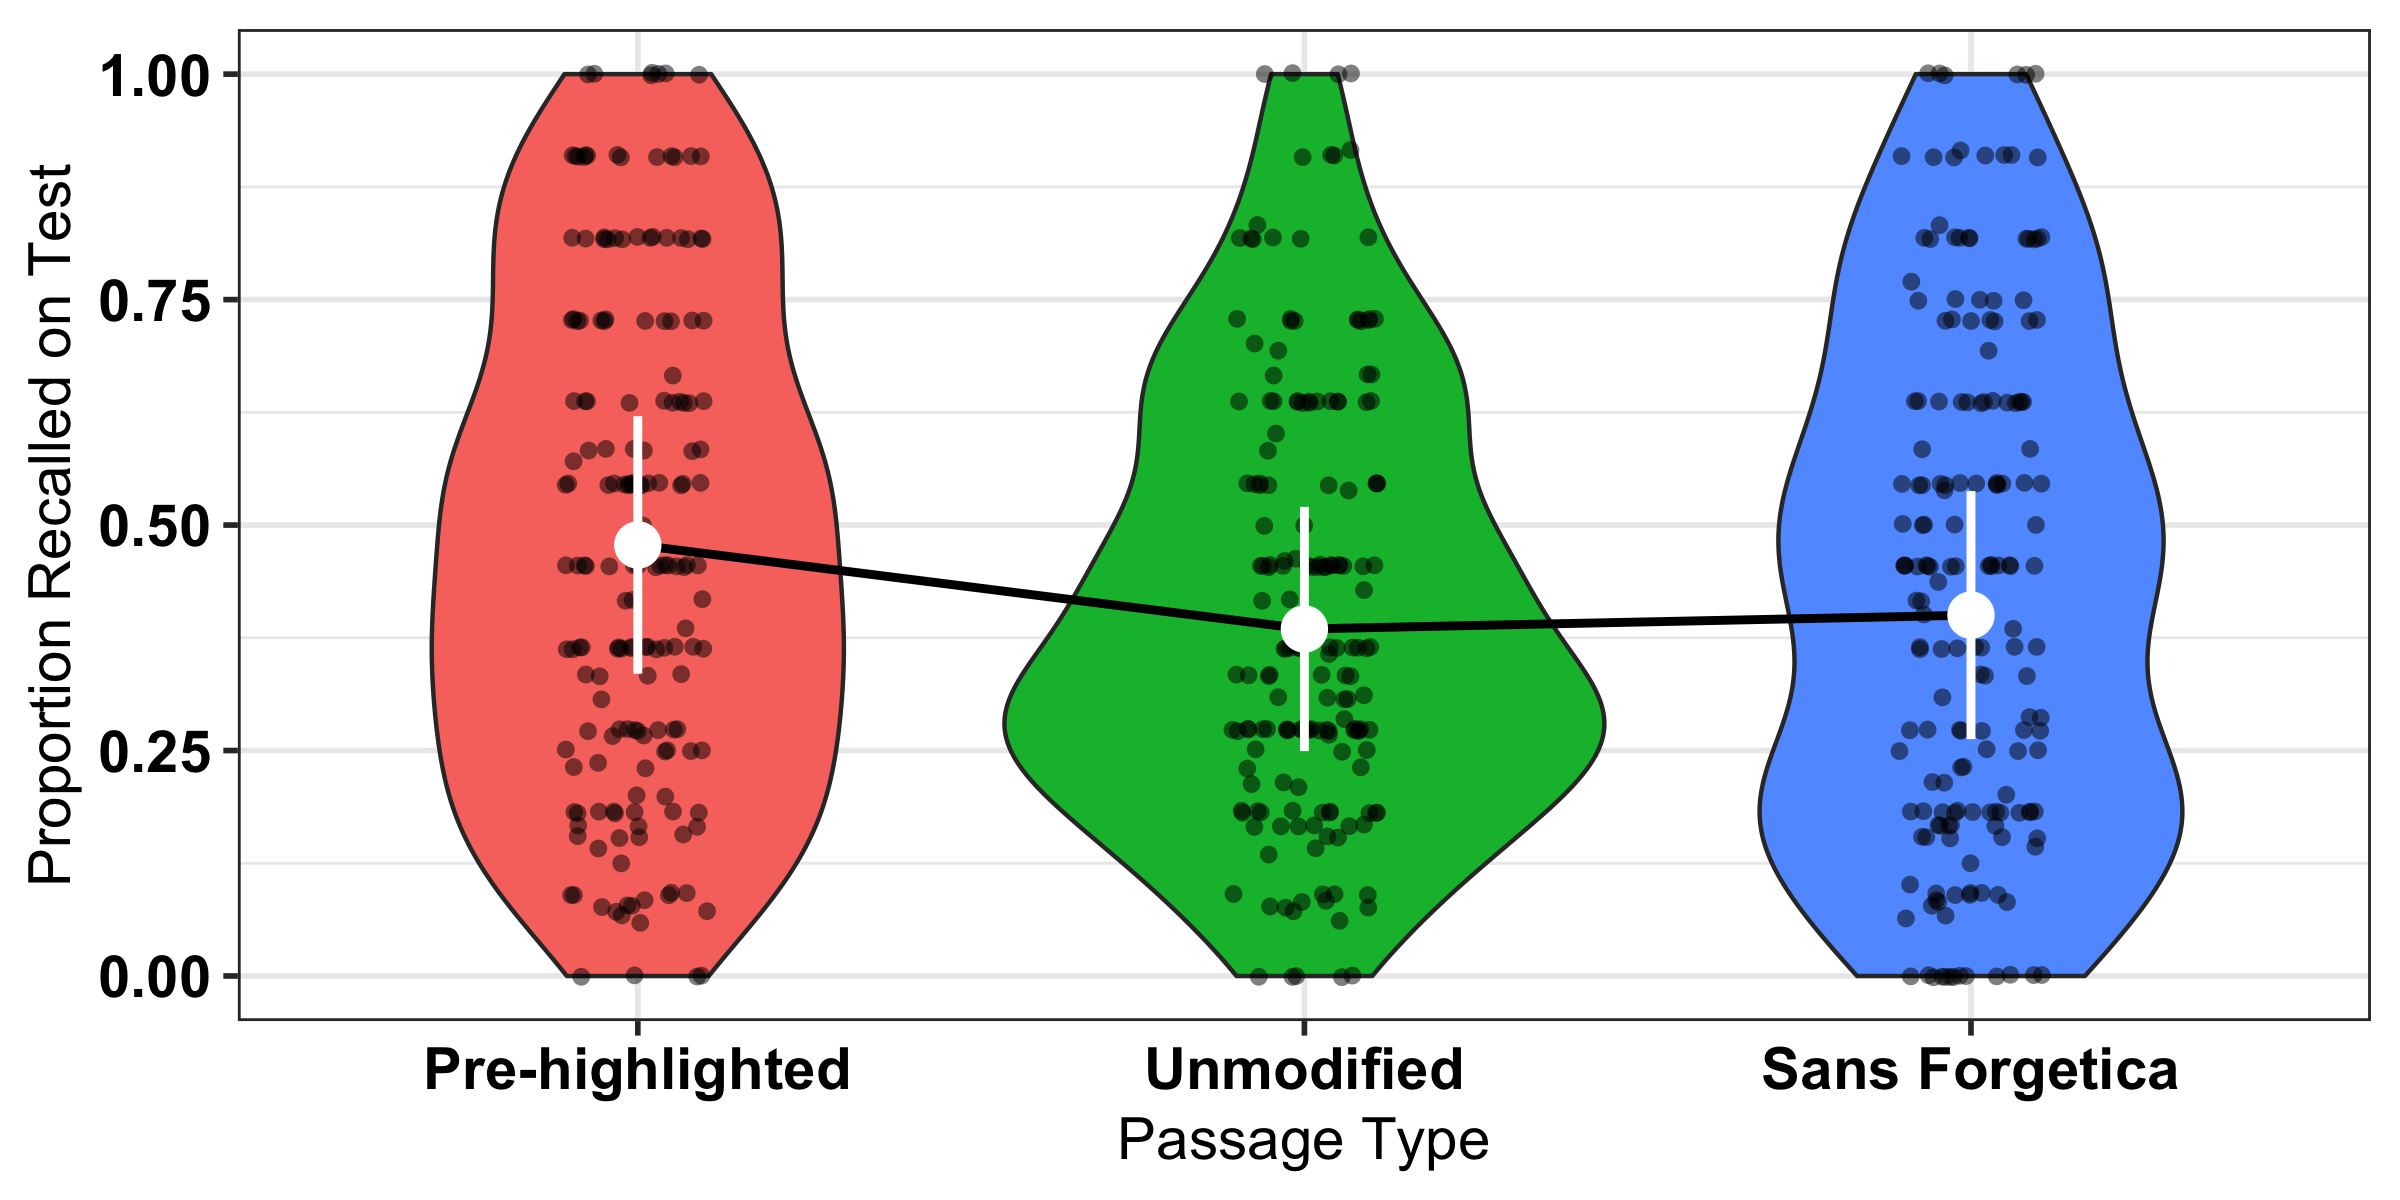 Proportion Recalled on Test
1.00
0.75
0.50
0.25
0.00
Pre-highlighted
Unmodified
Sans Forgetica
Passage Type